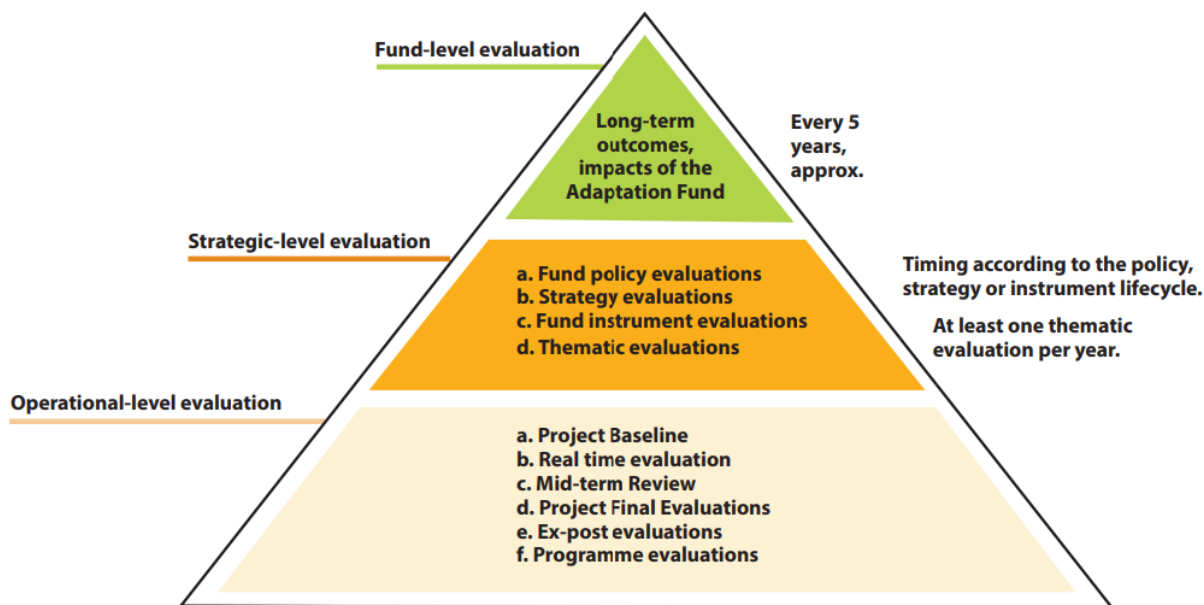 Fund-level evaluation
Long-term
outcomes,
impacts of the
Adaptation Fund
Every 5
years,
approx.
Strategic-level evaluation
a. Fund policy evaluations
b. Strategy evaluations
c. Fund instrument evaluations
d. Thematic evaluations
Timing according to the policy,
strategy or instrument lifecycle.
At least one thematic
evaluation per year.
Operational-level evaluation
a. Project Baseline
b. Real time evaluation
c. Mid-term Review
d. Project Final Evaluations
e. Ex-post evaluations
f. Programme evaluations